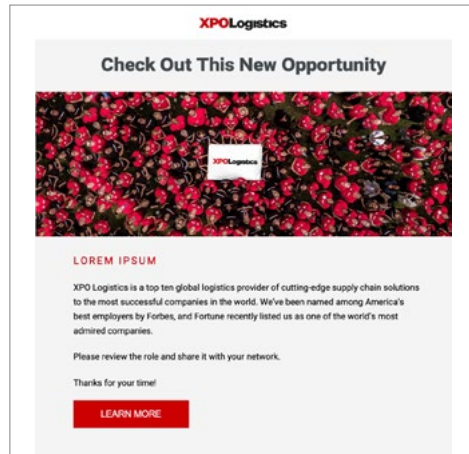 XPOLogistics
Check Out This New Opportunity
XPOLogistics
LOREM IPSUM
XPO Logistics is a top ten global logistics provider of cutting-edge supply chain solutions
to the most successful companies in the world. We've been named among America's
best employers by Forbes, and Fortune recently listed us as one of the world's most
admired companies.
Please review the role and share it with your network.
Thanks for your time!
LEARN MORE